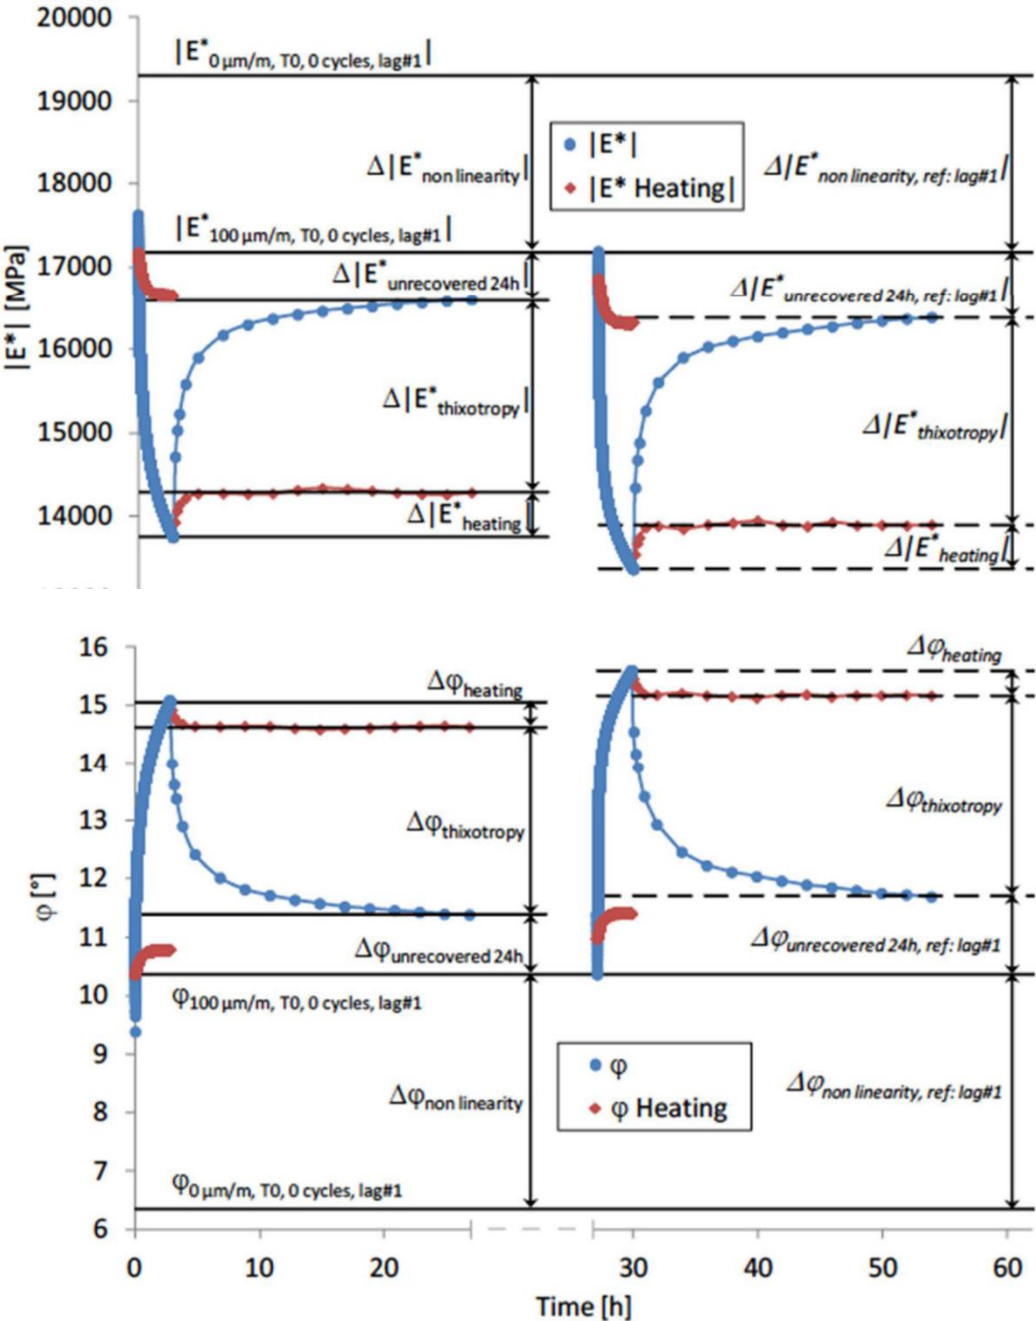 20000
|E*0 μm/m, T0, 0 cycles, lag#1|
19000
|E*|
|E* Heating|
Δ|E*non linearity|
Δ|E*non linearity, ref: lag#1|
18000
|E*100 μm/m, T0, 0 cycles, lag#1|
17000
Δ|E*unrecovered 24h|
Δ|E*unrecovered 24h, ref: lag#1|
|E*| [MPa]
16000
Δ|E*thixotropy|
Δ|E*thixotropy|
15000
14000
Δ|E*heating|
Δ|E*heating|
16
Δφheating
Δφheating
15
14
Δφthixotropy
Δφthixotropy
13
12
φ [°]
11
Δφunrecovered 24h
Δφunrecovered 24h, ref: lag#1
10
φ100 μm/m, T0, 0 cycles, lag#1
9
φ
φ Heating
Δφnon linearity
Δφnon linearity, ref: lag#1
8
7
φ0 μm/m, T0, 0 cycles, lag#1
6
0 10 20 30 40 50 60
Time [h]